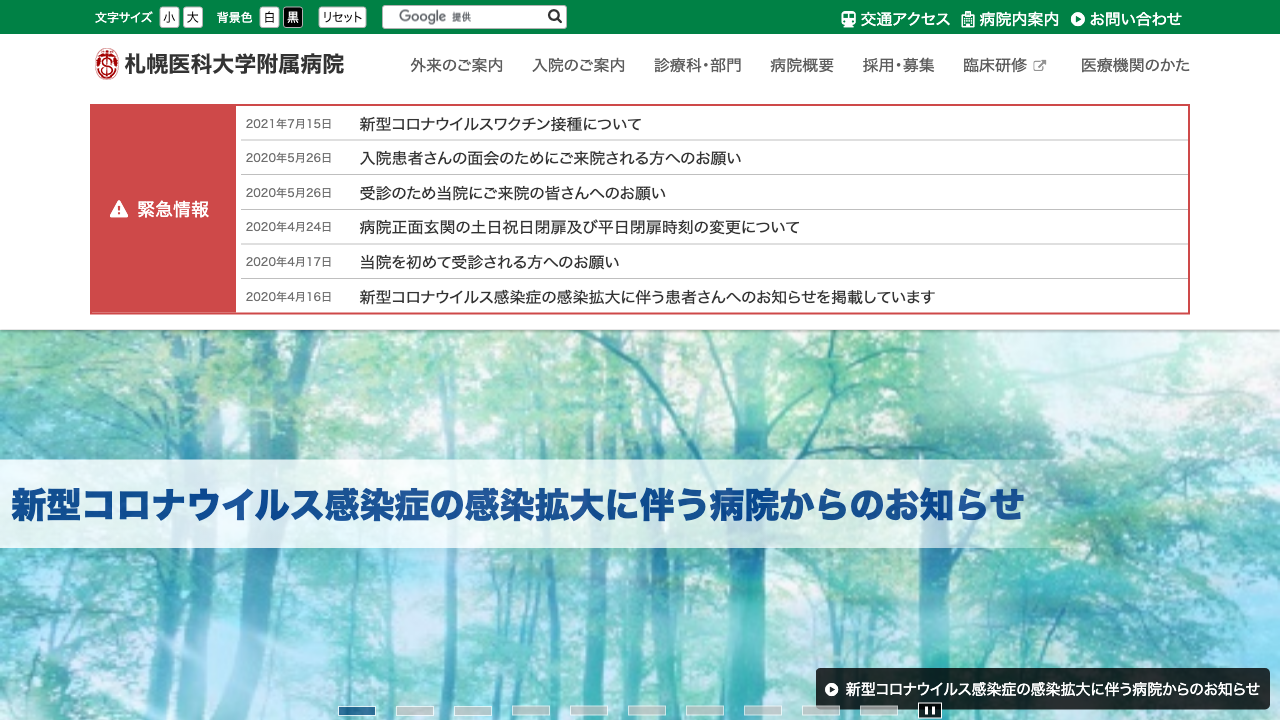 文字サイズ 小 大 背景色 白 黒 リセット Google 提供 交通アクセス 病院内案内 お問い合わせ
札幌医科大学附属病院 外来のご案内 入院のご案内 診療科・部門 病院概要 採用・募集 臨床研修 医療機関のかた
緊急情報
2021年7月15日 新型コロナウイルスワクチン接種について
2020年5月26日 入院患者さんの面会のためにご来院される方へのお願い
2020年5月26日 受診のため当院にご来院の皆さんへのお願い
2020年4月24日 病院正面玄関の土日祝日閉扉及び平日閉扉時刻の変更について
2020年4月17日 当院を初めて受診される方へのお願い
2020年4月16日 新型コロナウイルス感染症の感染拡大に伴う患者さんへのお知らせを掲載しています
新型コロナウイルス感染症の感染拡大に伴う病院からのお知らせ
新型コロナウイルス感染症の感染拡大に伴う病院からのお知らせ